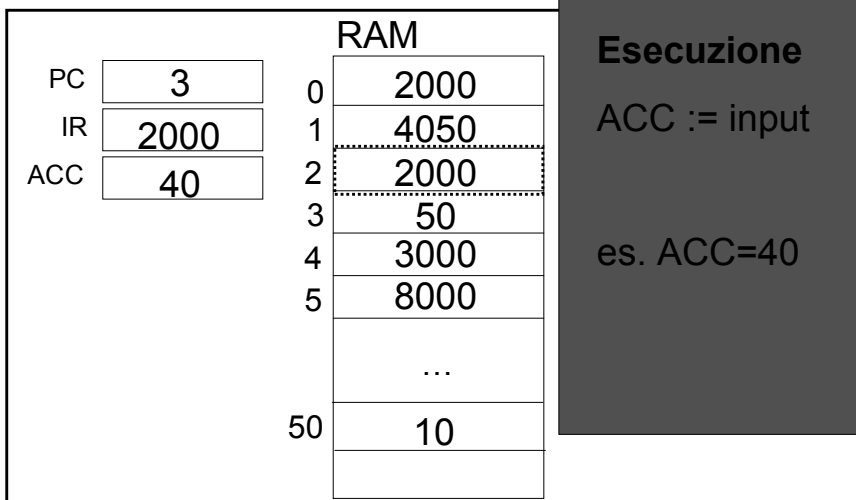 RAM
PC 3
IR 2000
ACC 40
0 2000
1 4050
2 2000
3 50
4 3000
5 8000
…
50 10
Esecuzione
ACC := input
es. ACC=40